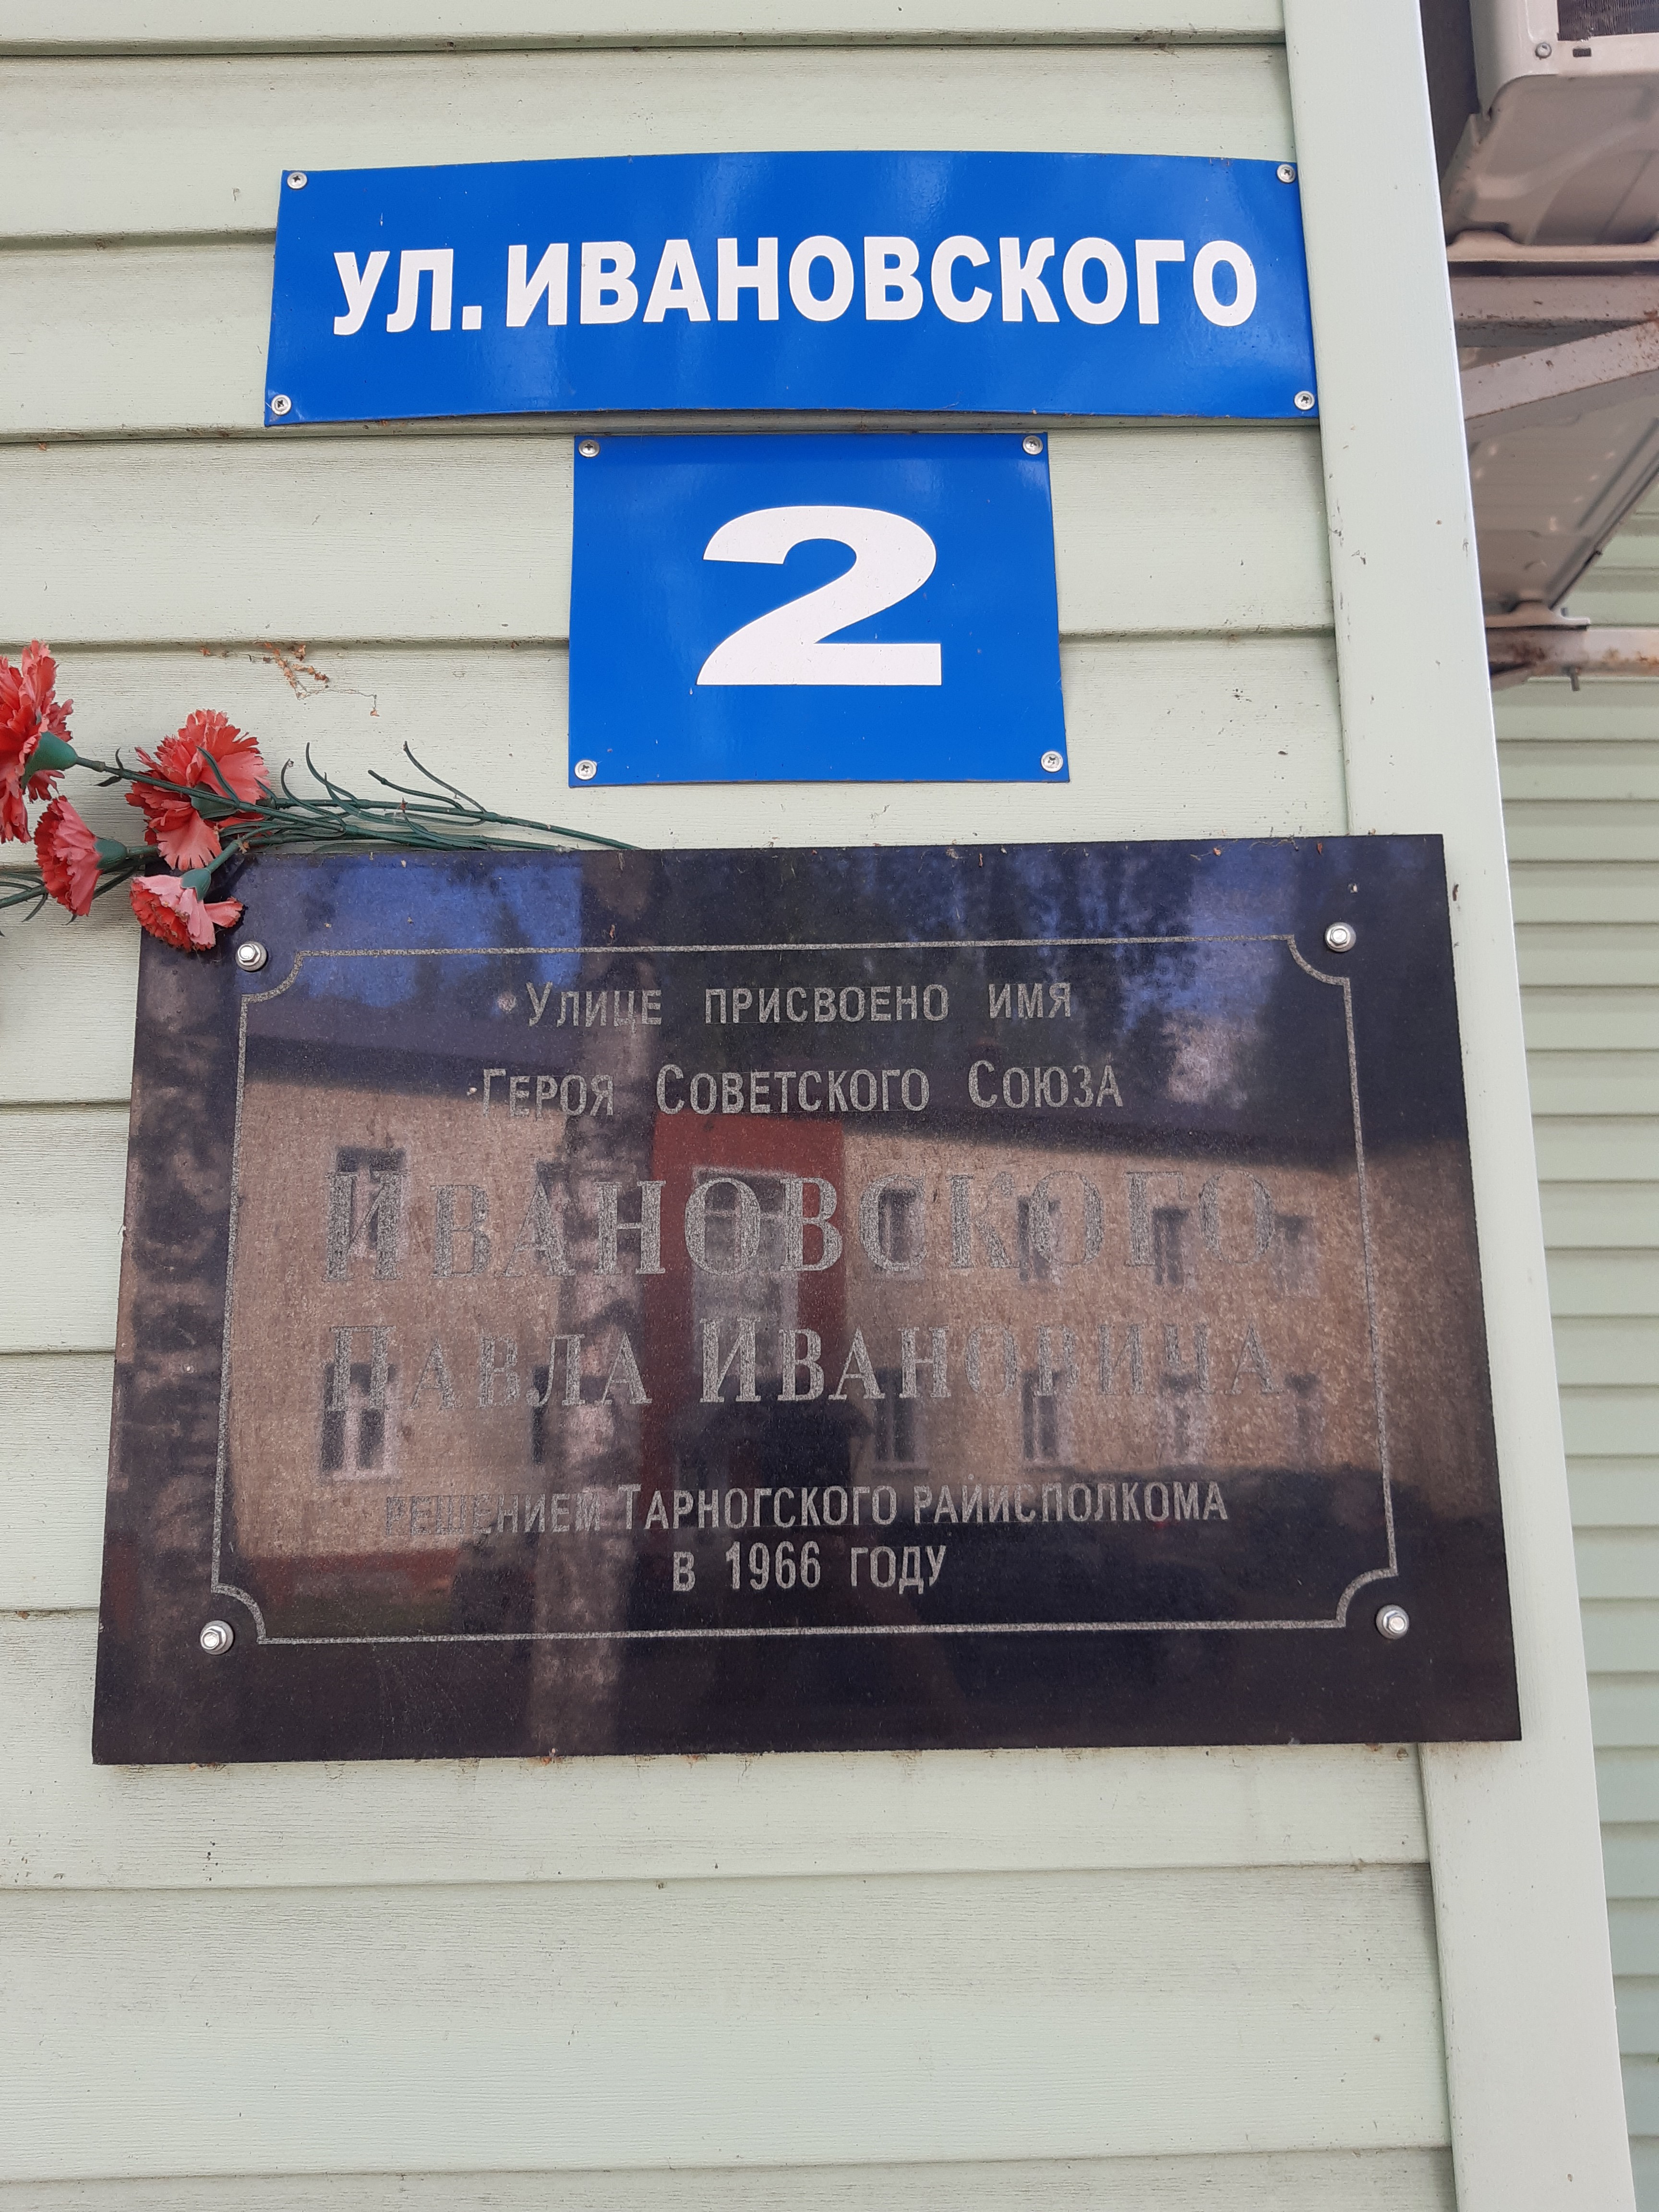 УЛ. ИВАНОВСКОГО
2
Улице присвоено имя
Героя Советского Союза
Ивановского
Павла Ивановича
решением Тарногского райисполкома
в 1966 году